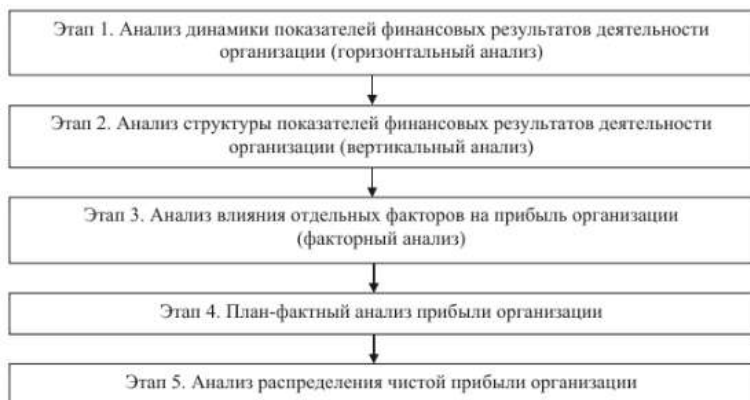 Этап 1. Анализ динамики показателей финансовых результатов деятельности
организации (горизонтальный анализ)
Этап 2. Анализ структуры показателей финансовых результатов деятельности
организации (вертикальный анализ)
Этап 3. Анализ влияния отдельных факторов на прибыль организации
(факторный анализ)
Этап 4. План-фактный анализ прибыли организации
Этап 5. Анализ распределения чистой прибыли организации